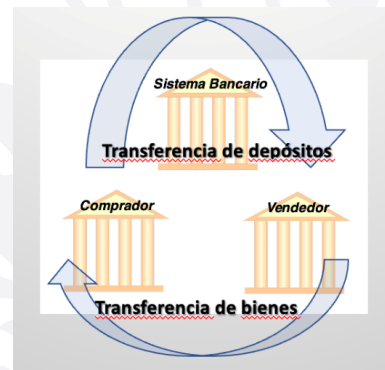 Sistema Bancario
Transferencia de depósitos
Comprador
Vendedor
Transferencia de bienes